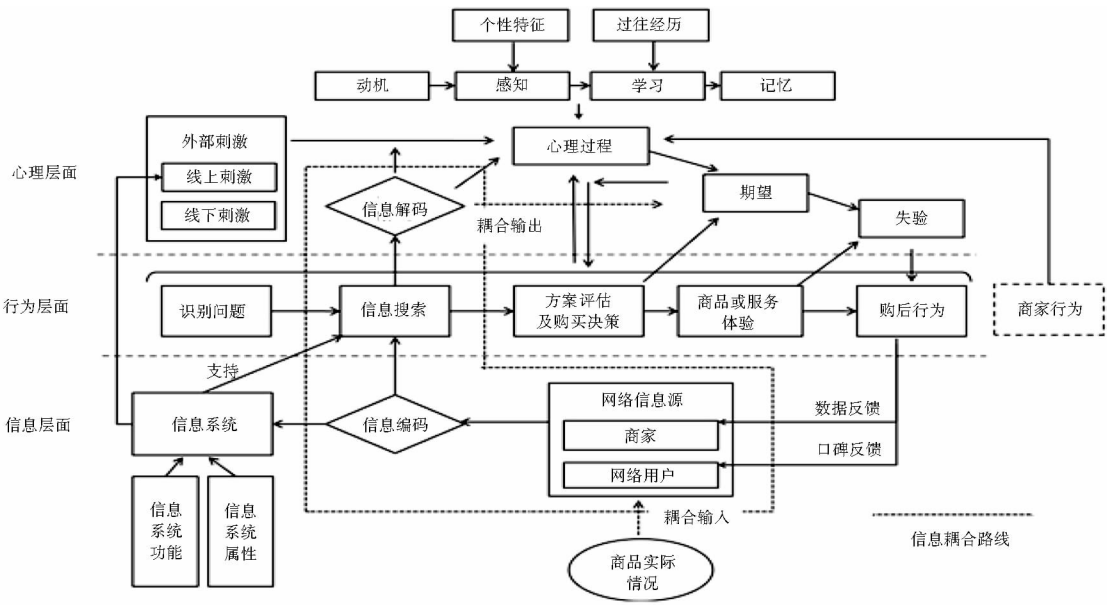 个性特征
过往经历
动机
感知
学习
记忆
外部刺激
心理过程
心理层面
线上刺激
线下刺激
信息解码
期望
失验
耦合输出
行为层面
识别问题
信息搜索
方案评估
及购买决策
商品或服务
体验
购后行为
商家行为
支持
信息层面
信息系统
信息编码
网络信息源
商家
网络用户
数据反馈
口碑反馈
信息
系统
功能
信息
系统
属性
耦合输入
商品实际
情况
信息耦合路线